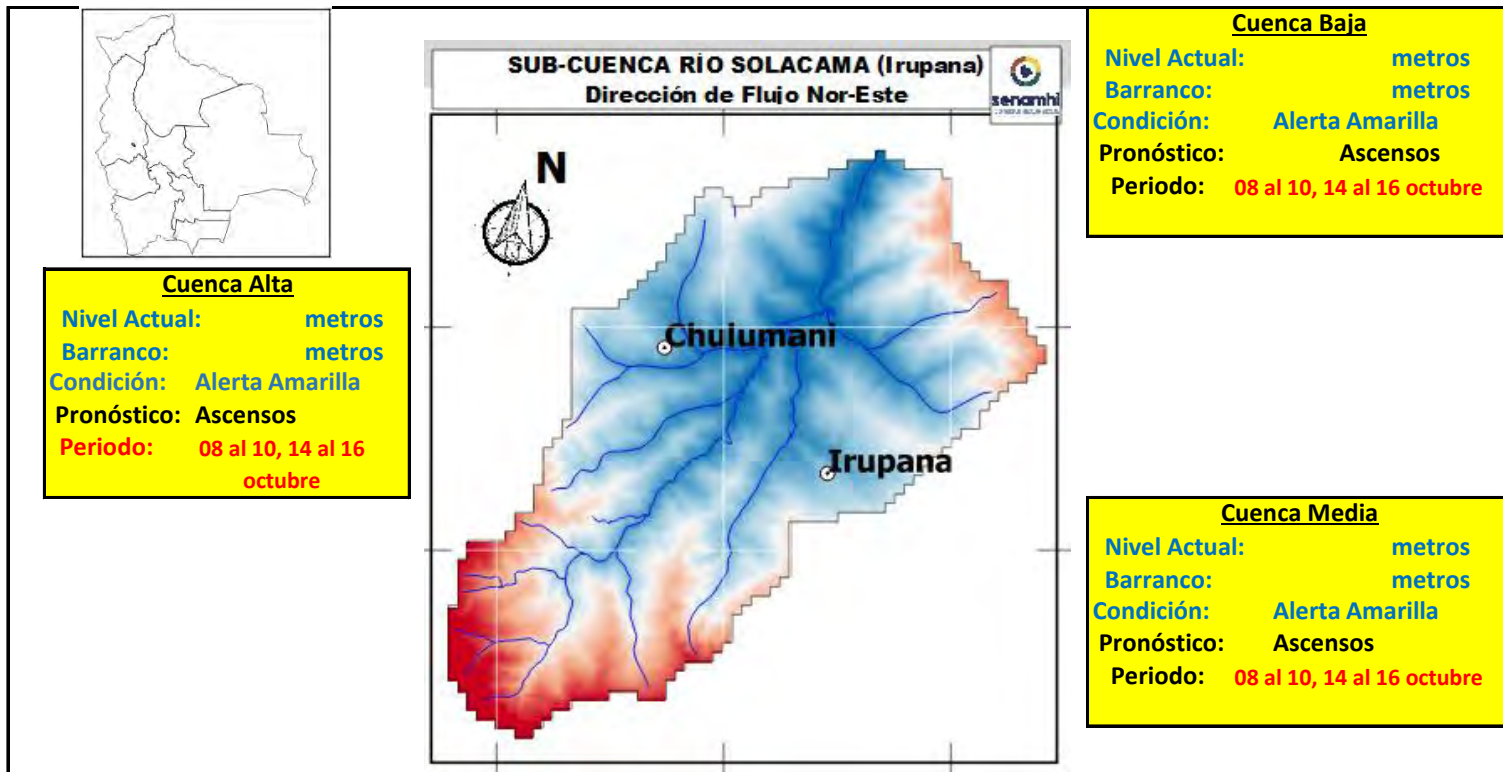 SUB-CUENCA RÍO SOLACAMA (Irupana)
Dirección de Flujo Nor-Este
senamhi
N
Chulumani
Irupana
Cuenca Alta
Nivel Actual: metros
Barranco: metros
Condición: Alerta Amarilla
Pronóstico: Ascensos
Periodo: 08 al 10, 14 al 16
octubre
Cuenca Baja
Nivel Actual: metros
Barranco: metros
Condición: Alerta Amarilla
Pronóstico: Ascensos
Periodo: 08 al 10, 14 al 16 octubre
Cuenca Media
Nivel Actual: metros
Barranco: metros
Condición: Alerta Amarilla
Pronóstico: Ascensos
Periodo: 08 al 10, 14 al 16 octubre